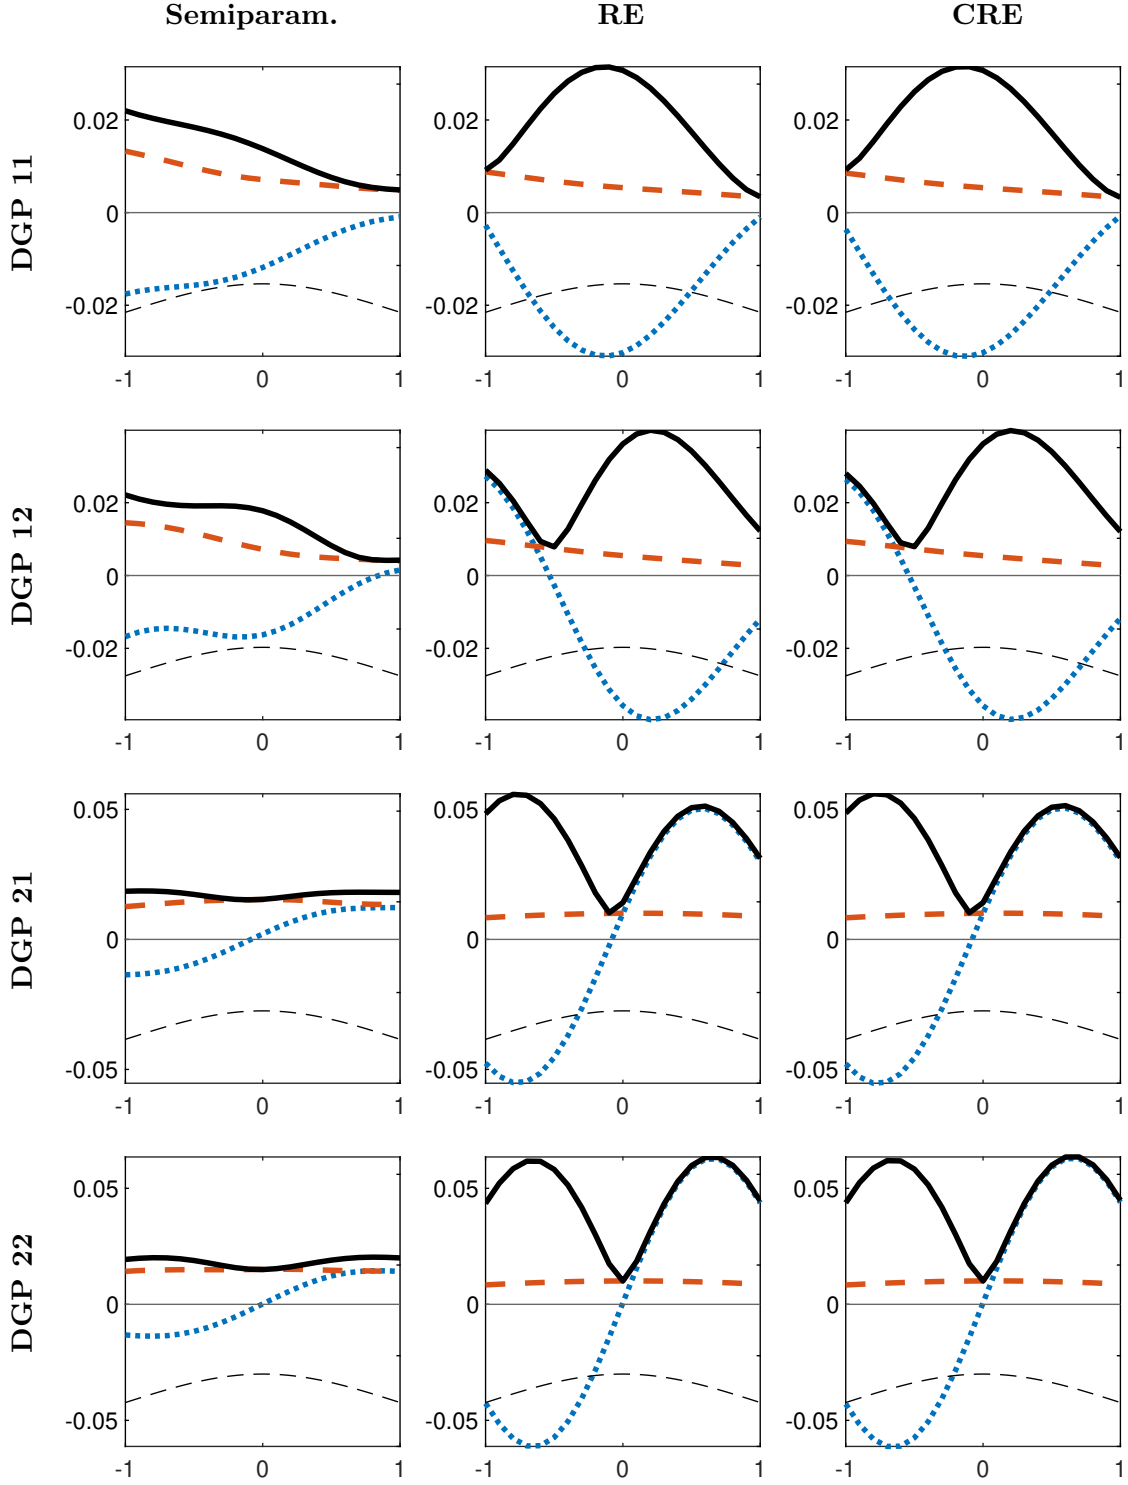 Semiparam. RE CRE
DGP 11
0.02 0.02 0.02
0 0 0
-0.02 -0.02 -0.02
-1 0 1 -1 0 1 -1 0 1
DGP 12
0.02 0.02 0.02
0 0 0
-0.02 -0.02 -0.02
-1 0 1 -1 0 1 -1 0 1
DGP 21
0.05 0.05 0.05
0 0 0
-0.05 -0.05 -0.05
-1 0 1 -1 0 1 -1 0 1
DGP 22
0.05 0.05 0.05
0 0 0
-0.05 -0.05 -0.05
-1 0 1 -1 0 1 -1 0 1